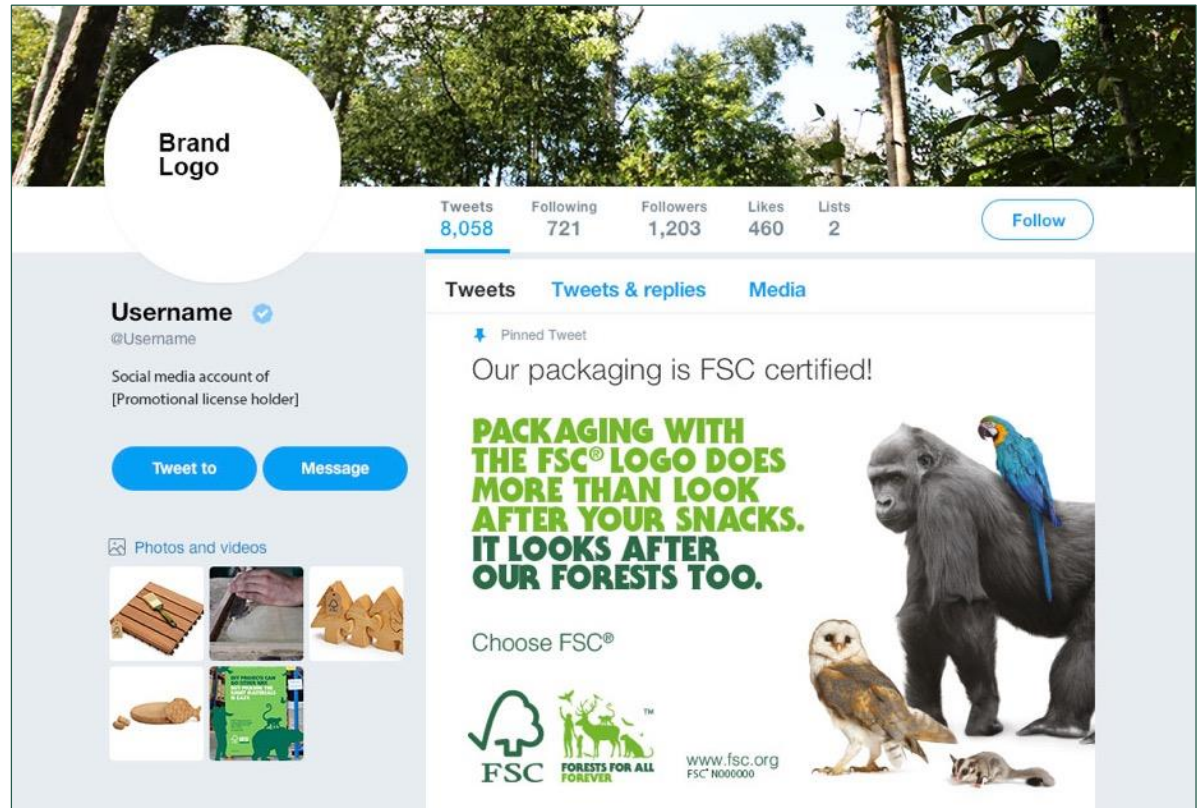 Brand
Logo
Tweets
8,058
Following
721
Followers
1,203
Likes
460
Lists
2
Follow
Username
@Username
Social media account of
[Promotional license holder]
Tweet to
Message
Photos and videos
FSC
Tweets
Tweets & replies
Media
Pinned Tweet
Our packaging is FSC certified!
PACKAGING WITH
THE FSC® LOGO DOES
MORE THAN LOOK
AFTER YOUR SNACKS.
IT LOOKS AFTER
OUR FORESTS TOO.
Choose FSC®
FSC
™
FORESTS FOR ALL
FOREVER
www.fsc.org
FSC® N000000